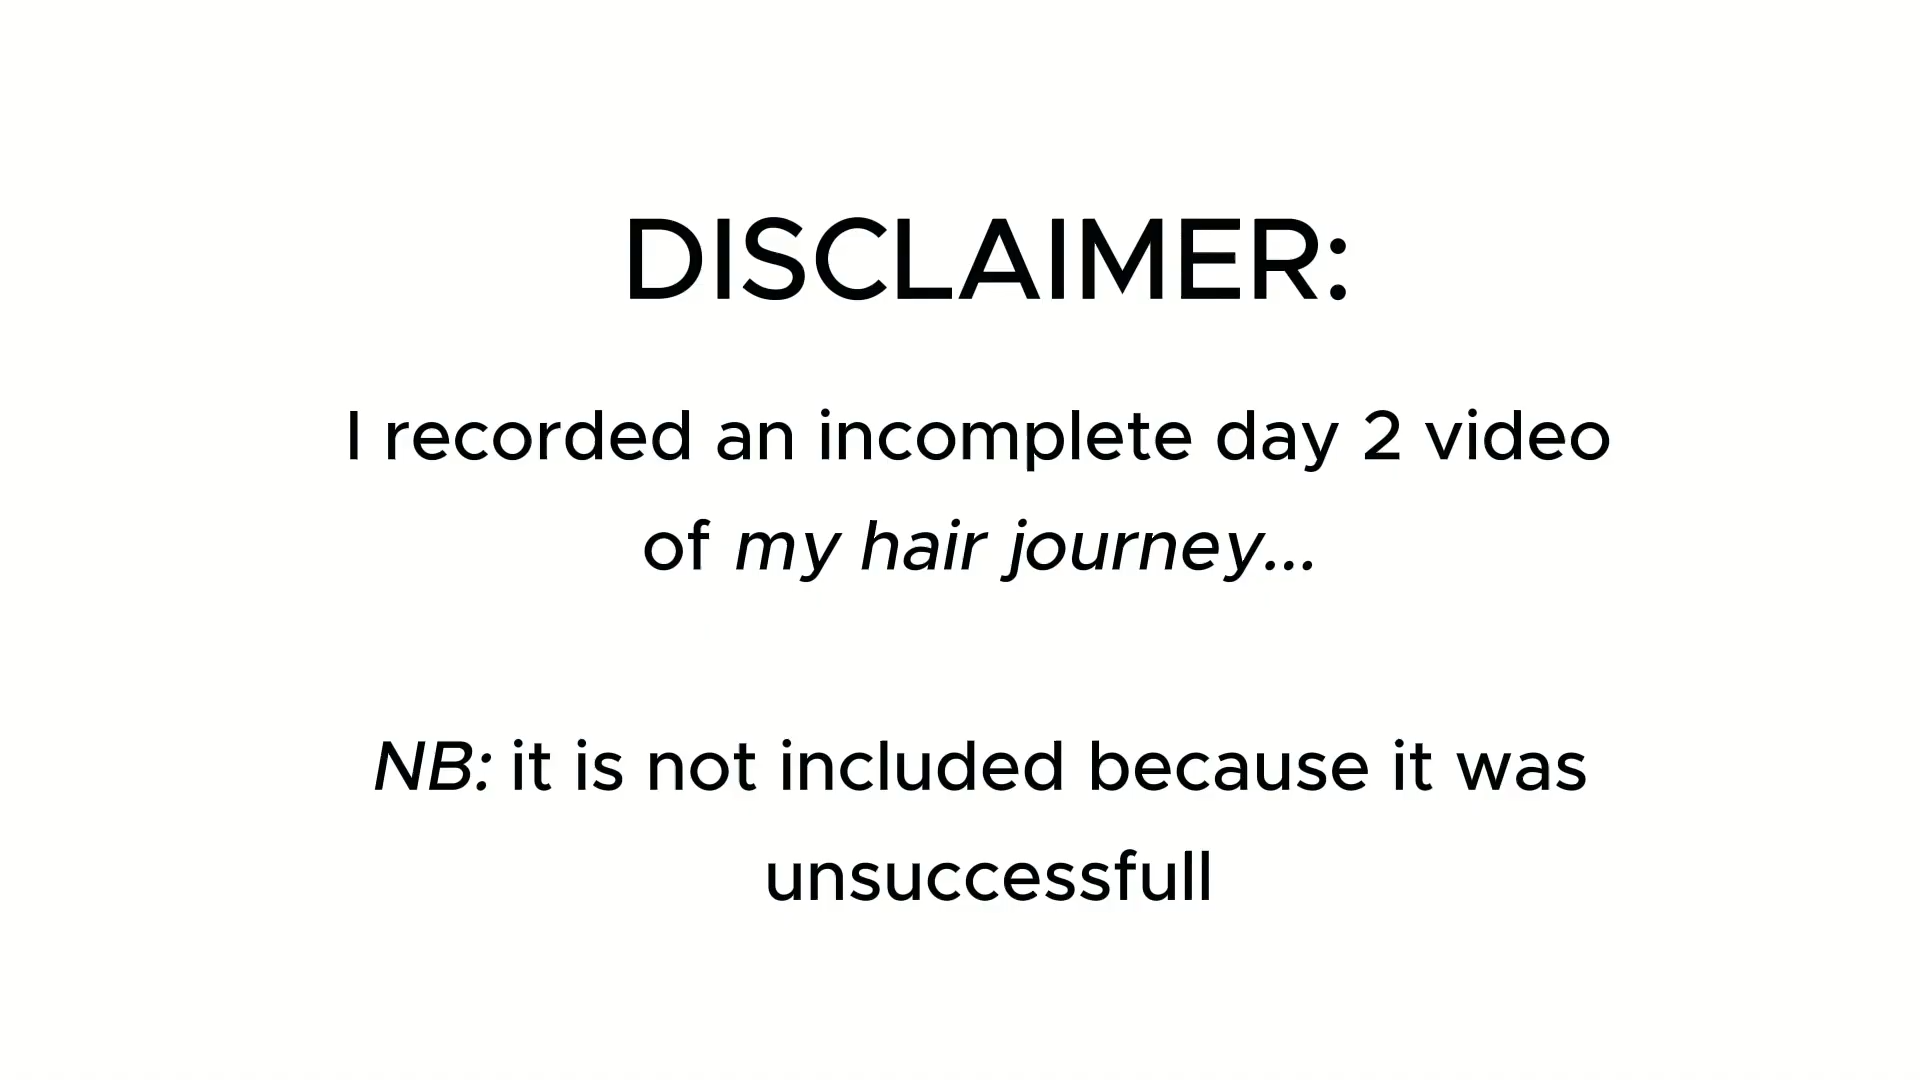 DISCLAIMER:
I recorded an incomplete day 2 video
of my hair journey...
NB: it is not included because it was
unsuccessfull